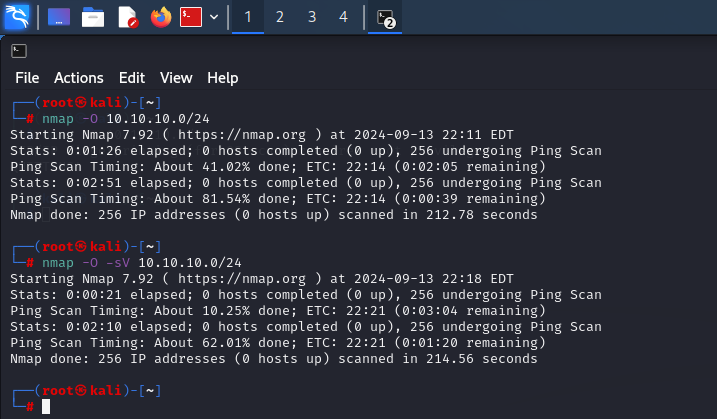 1 2 3 4 2
File Actions Edit View Help
┌──(root㉿kali)-[~]
└─# nmap -O 10.10.10.0/24
Starting Nmap 7.92 ( https://nmap.org ) at 2024-09-13 22:11 EDT
Stats: 0:01:26 elapsed; 0 hosts completed (0 up), 256 undergoing Ping Scan
Ping Scan Timing: About 41.02% done; ETC: 22:14 (0:02:05 remaining)
Stats: 0:02:51 elapsed; 0 hosts completed (0 up), 256 undergoing Ping Scan
Ping Scan Timing: About 81.54% done; ETC: 22:14 (0:00:39 remaining)
Nmap done: 256 IP addresses (0 hosts up) scanned in 212.78 seconds
┌──(root㉿kali)-[~]
└─# nmap -O -sV 10.10.10.0/24
Starting Nmap 7.92 ( https://nmap.org ) at 2024-09-13 22:18 EDT
Stats: 0:00:21 elapsed; 0 hosts completed (0 up), 256 undergoing Ping Scan
Ping Scan Timing: About 10.25% done; ETC: 22:21 (0:03:04 remaining)
Stats: 0:02:10 elapsed; 0 hosts completed (0 up), 256 undergoing Ping Scan
Ping Scan Timing: About 62.01% done; ETC: 22:21 (0:01:20 remaining)
Nmap done: 256 IP addresses (0 hosts up) scanned in 214.56 seconds
┌──(root㉿kali)-[~]
└─#